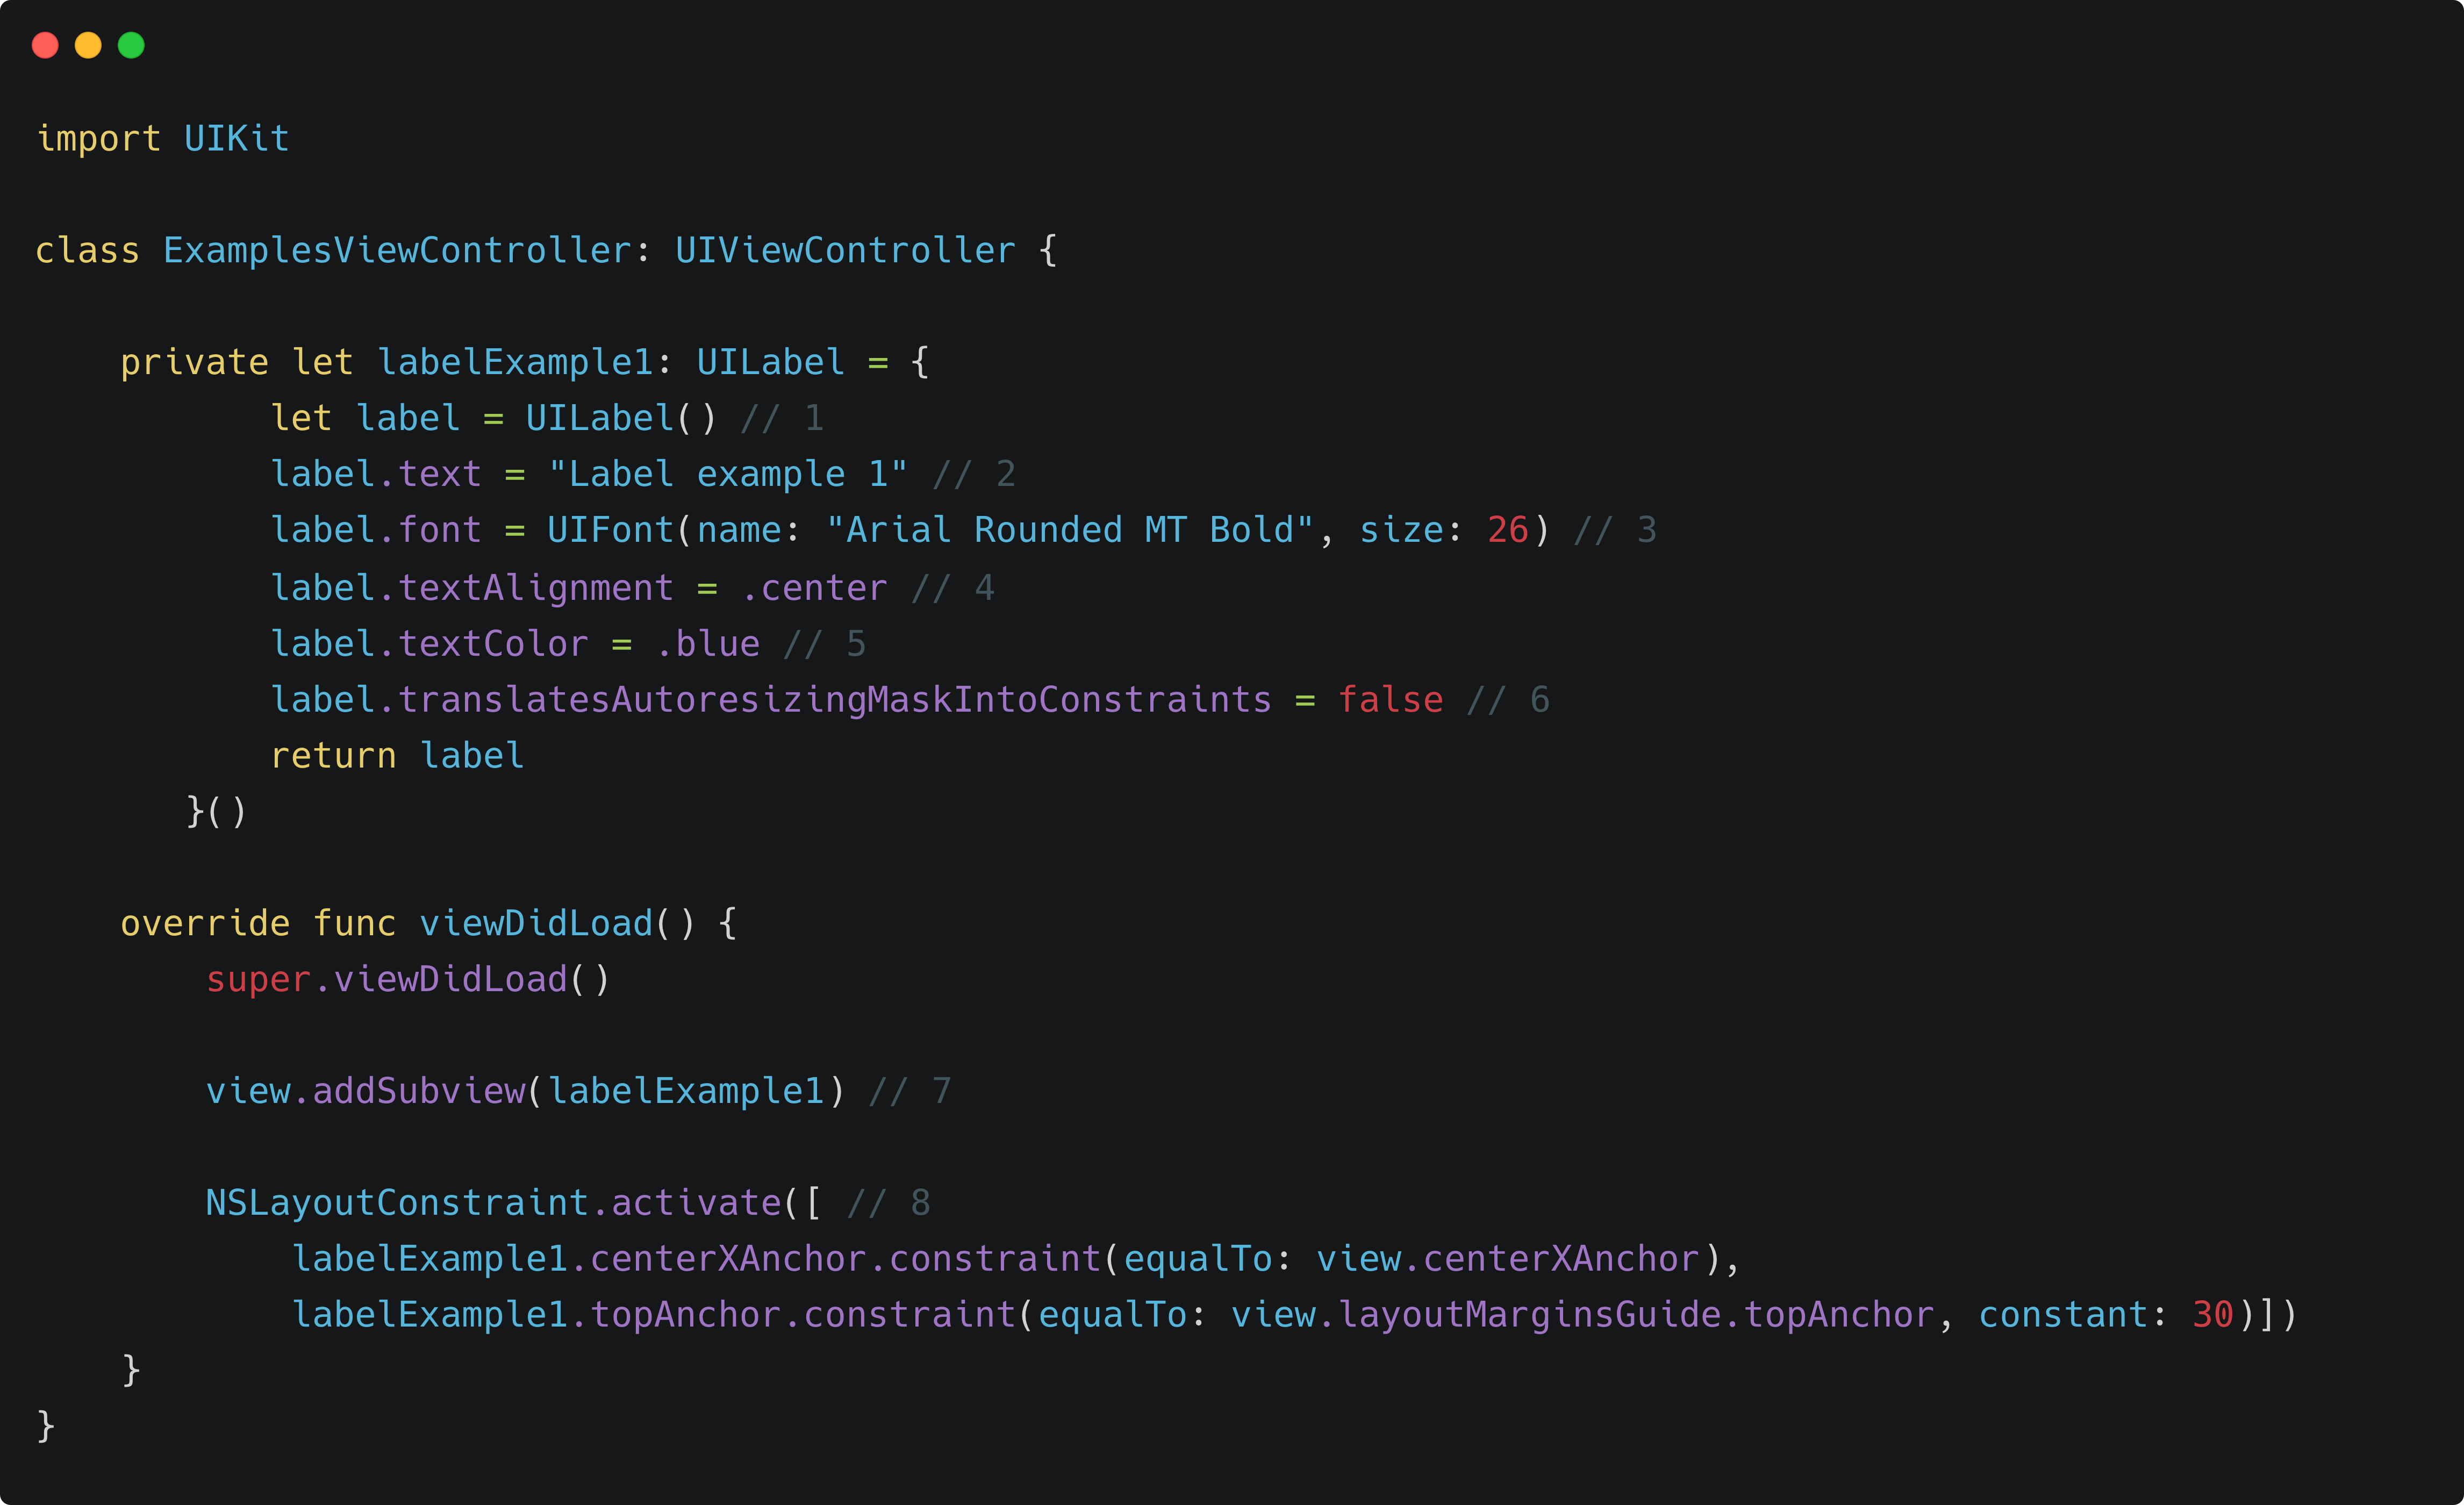 import UIKit
class ExamplesViewController: UIViewController {
    private let labelExample1: UILabel = {
           let label = UILabel() // 1
           label.text = "Label example 1" // 2
           label.font = UIFont(name: "Arial Rounded MT Bold", size: 26) // 3
           label.textAlignment = .center // 4
           label.textColor = .blue // 5
           label.translatesAutoresizingMaskIntoConstraints = false // 6
           return label
       }()
    override func viewDidLoad() {
        super.viewDidLoad()
        view.addSubview(labelExample1) // 7
        NSLayoutConstraint.activate([ // 8
            labelExample1.centerXAnchor.constraint(equalTo: view.centerXAnchor),
            labelExample1.topAnchor.constraint(equalTo: view.layoutMarginsGuide.topAnchor, constant: 30)])
    }
}